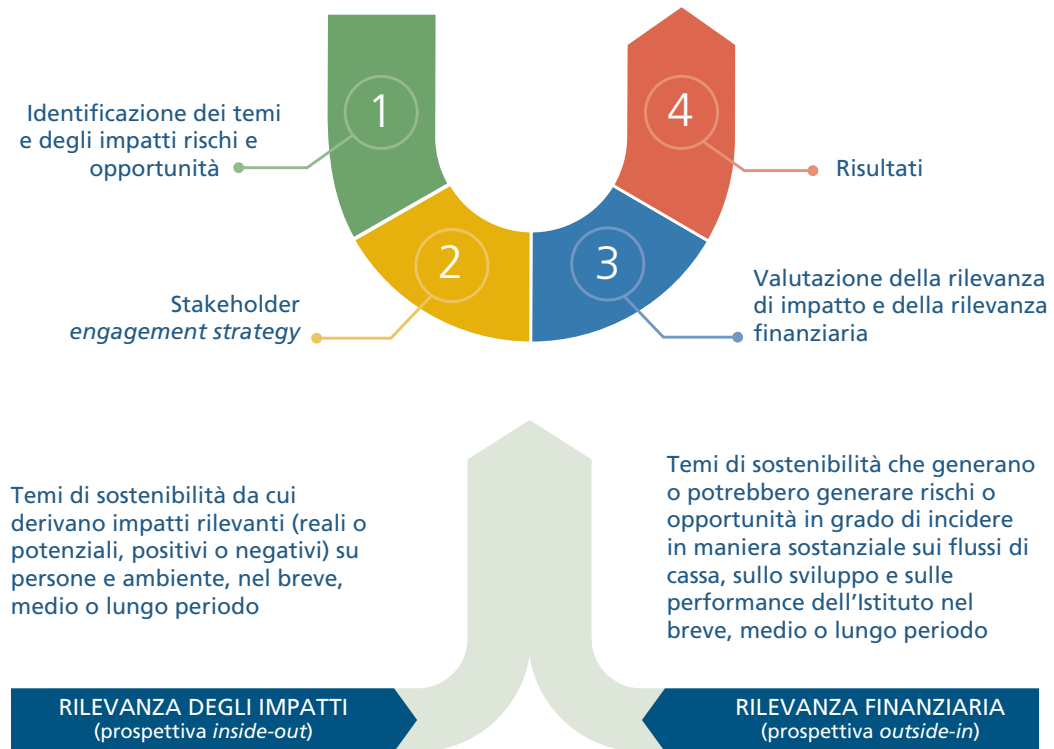 1
Identificazione dei temi
e degli impatti rischi e
opportunità
2
Stakeholder
engagement strategy
3
Valutazione della rilevanza
di impatto e della rilevanza
finanziaria
4
Risultati
Temi di sostenibilità da cui
derivano impatti rilevanti (reali o
potenziali, positivi o negativi) su
persone e ambiente, nel breve,
medio o lungo periodo
Temi di sostenibilità che generano
o potrebbero generare rischi o
opportunità in grado di incidere
in maniera sostanziale sui flussi di
cassa, sullo sviluppo e sulle
performance dell’Istituto nel
breve, medio o lungo periodo
RILEVANZA DEGLI IMPATTI
(prospettiva inside-out)
RILEVANZA FINANZIARIA
(prospettiva outside-in)